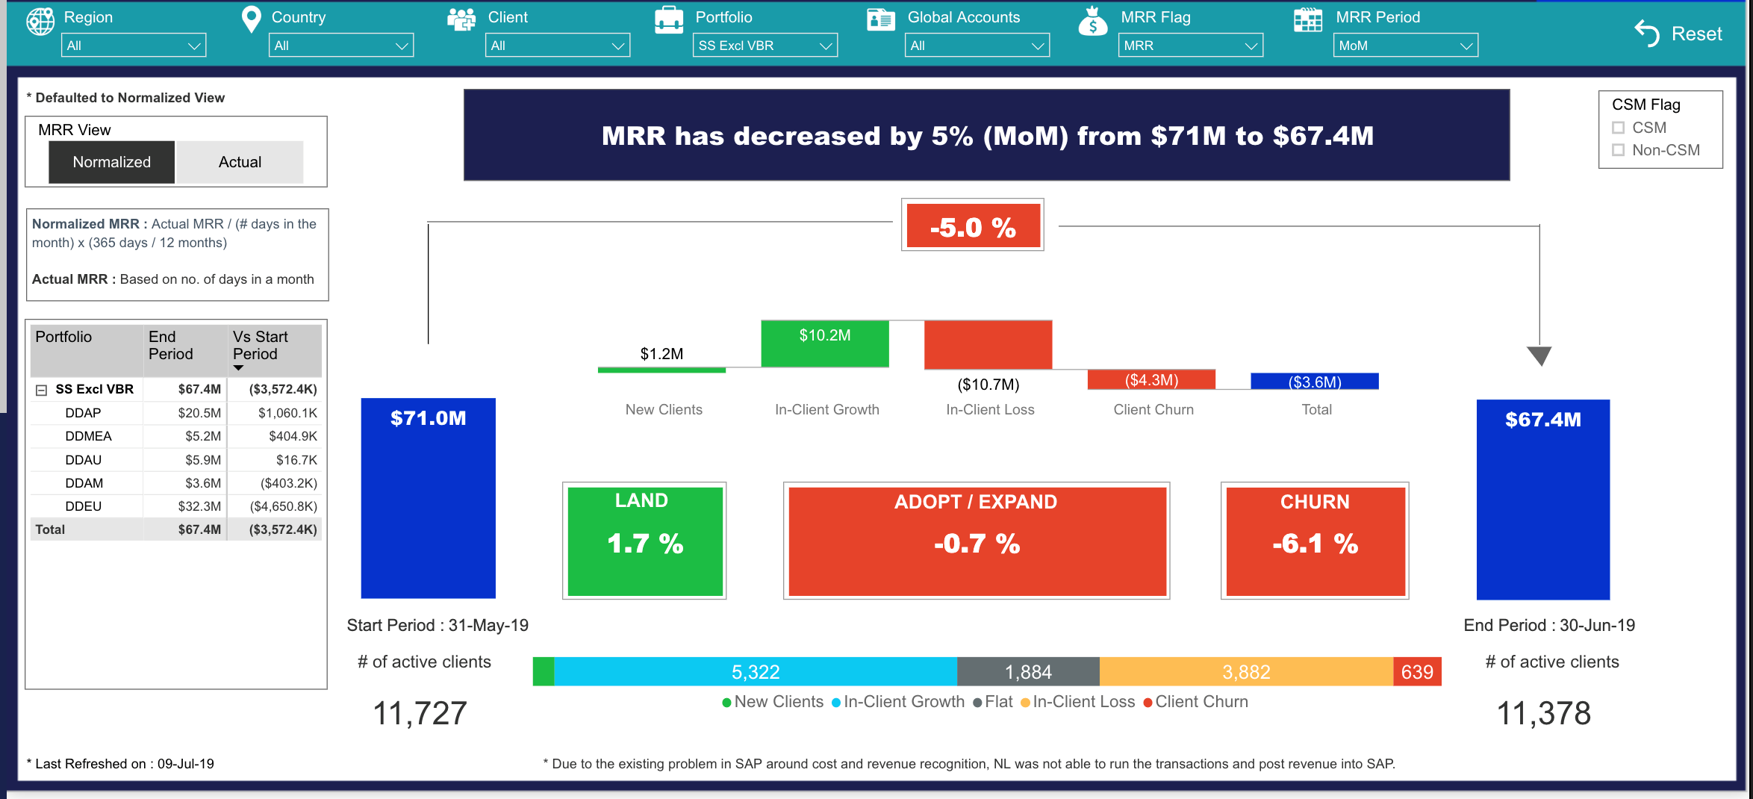 Region
Country
Client
Portfolio
Global Accounts
MRR Flag
MRR Period
All
All
All
SS Excl VBR
All
MRR
MoM
Reset
* Defaulted to Normalized View
MRR View
Normalized
Actual
MRR has decreased by 5% (MoM) from $71M to $67.4M
CSM Flag
CSM
Non-CSM
Normalized MRR : Actual MRR / (# days in the
month) x (365 days / 12 months)
Actual MRR : Based on no. of days in a month
-5.0 %
Portfolio End Period Vs Start Period
SS Excl VBR $67.4M ($3,572.4K)
DDAP $20.5M $1,060.1K
DDMEA $5.2M $404.9K
DDAU $5.9M $16.7K
DDAM $3.6M ($403.2K)
DDEU $32.3M ($4,650.8K)
Total $67.4M ($3,572.4K)
$71.0M
$1.2M
$10.2M
($10.7M)
($4.3M)
($3.6M)
New Clients
In-Client Growth
In-Client Loss
Client Churn
Total
$67.4M
LAND
1.7 %
ADOPT / EXPAND
-0.7 %
CHURN
-6.1 %
Start Period : 31-May-19
# of active clients
11,727
5,322
1,884
3,882
639
New Clients In-Client Growth Flat In-Client Loss Client Churn
End Period : 30-Jun-19
# of active clients
11,378
* Last Refreshed on : 09-Jul-19
* Due to the existing problem in SAP around cost and revenue recognition, NL was not able to run the transactions and post revenue into SAP.